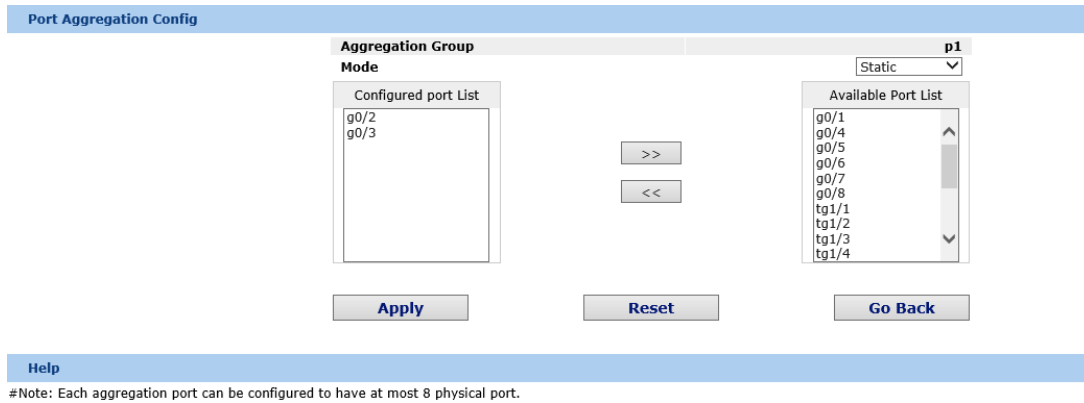 Port Aggregation Config
Aggregation Group p1
Mode Static
Configured port List Available Port List
g0/2 g0/1
g0/3 g0/4
g0/5
>> g0/6
g0/7
<< g0/8
tg1/1
tg1/2
tg1/3
tg1/4
Apply Reset Go Back
Help
#Note: Each aggregation port can be configured to have at most 8 physical port.